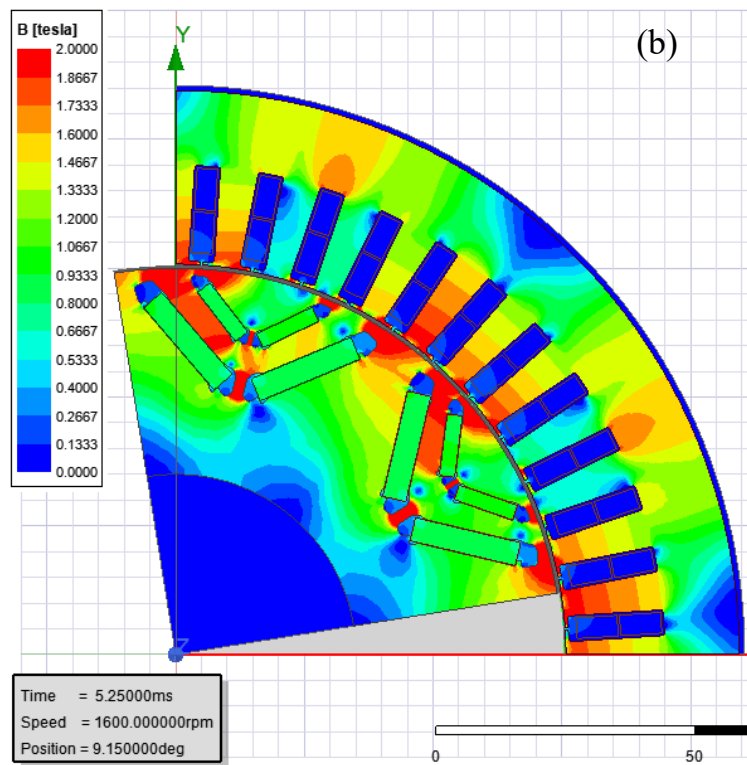 B [tesla]
2.0000
1.8667
1.7333
1.6000
1.4667
1.3333
1.2000
1.0667
0.9333
0.8000
0.6667
0.5333
0.4000
0.2667
0.1333
0.0000
Y
(b)
Z
Time = 5.25000ms
Speed = 1600.000000rpm
Position = 9.150000deg
0
50